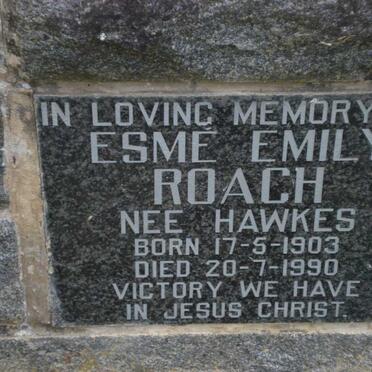 IN LOVING MEMORY
ESMÉ EMILY
ROACH
NEE HAWKES
BORN 17-5-1903
DIED 20-7-1990
VICTORY WE HAVE
IN JESUS CHRIST.